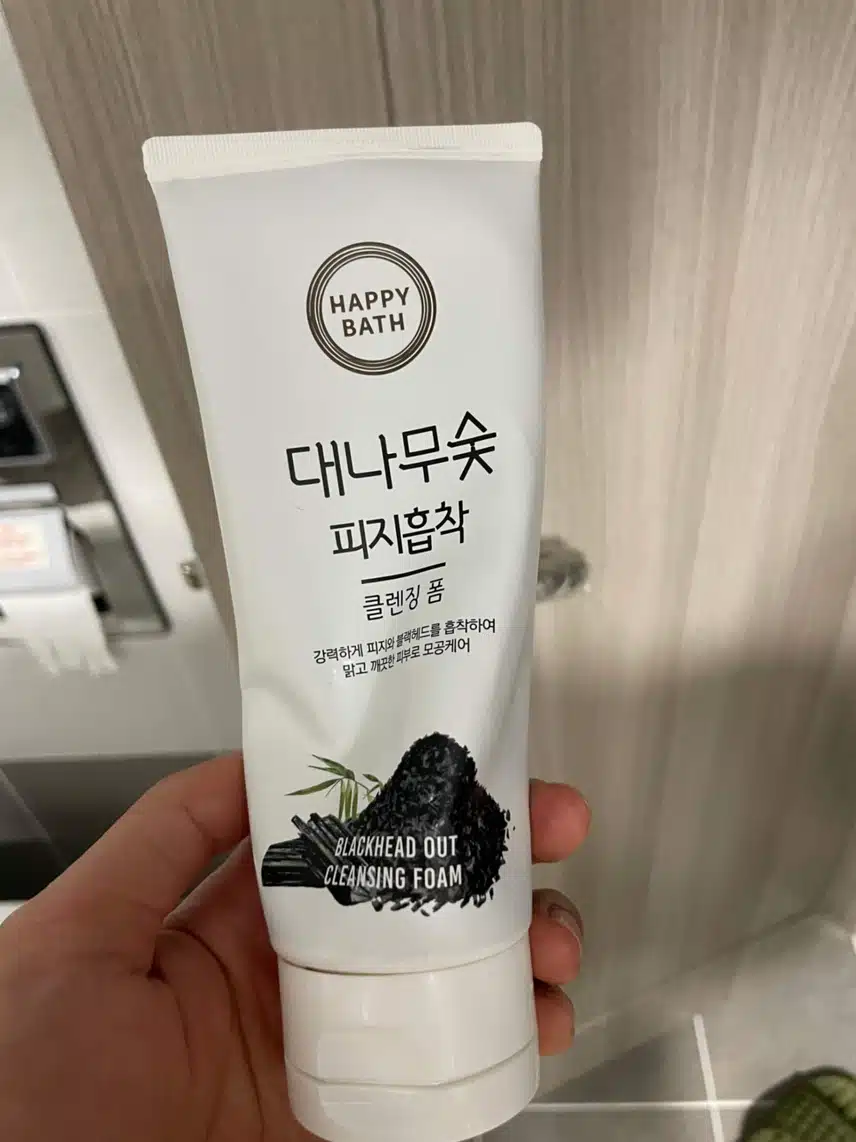 HAPPY
BATH
대나무숯
피지흡착
클렌징 폼
강력하게 피지와 블랙헤드를 흡착하여
맑고 깨끗한 피부로 모공케어
BLACKHEAD OUT
CLEANSING FOAM